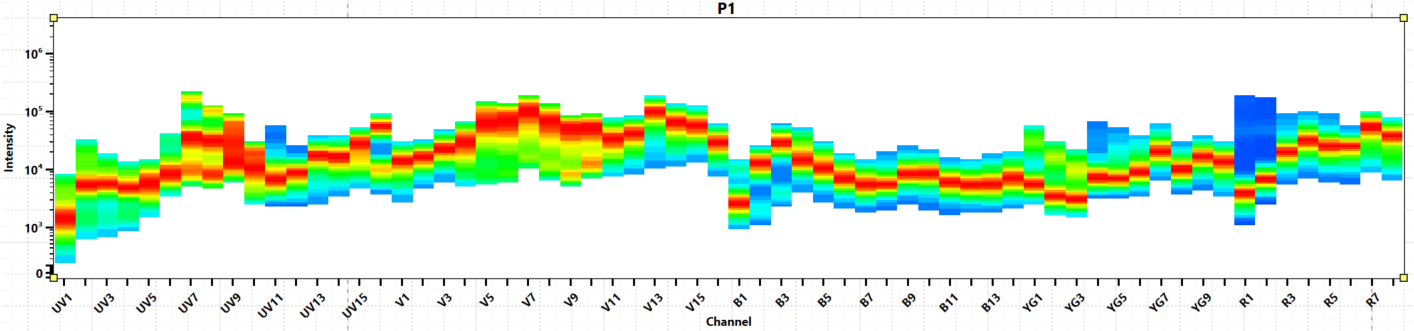 P1
10⁶
10⁵
10⁴
10³
0
Intensity
UV1 UV3 UV5 UV7 UV9 UV11 UV13 UV15 V1 V3 V5 V7 V9 V11 V13 V15 B1 B3 B5 B7 B9 B11 B13 YG1 YG3 YG5 YG7 YG9 R1 R3 R5 R7
Channel